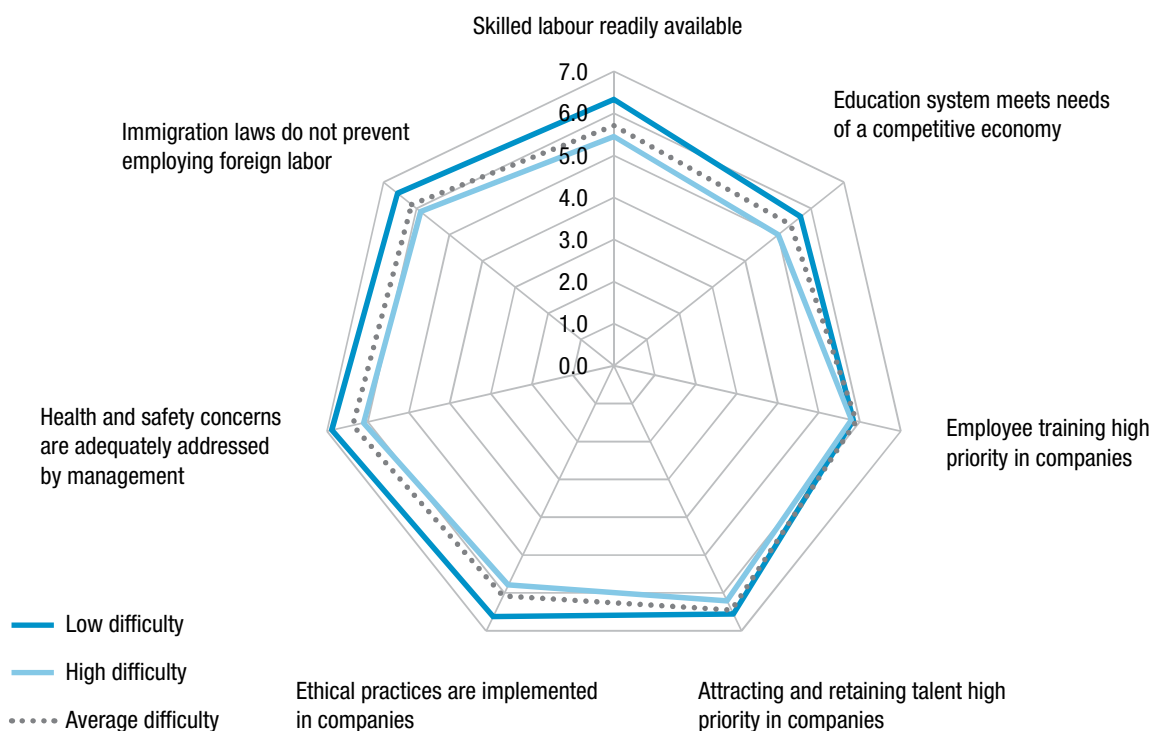 Skilled labour readily available
7.0
6.0
5.0
4.0
3.0
2.0
1.0
0.0
Education system meets needs
of a competitive economy
Employee training high
priority in companies
Attracting and retaining talent high
priority in companies
Ethical practices are implemented
in companies
Health and safety concerns
are adequately addressed
by management
Immigration laws do not prevent
employing foreign labor
Low difficulty
High difficulty
Average difficulty